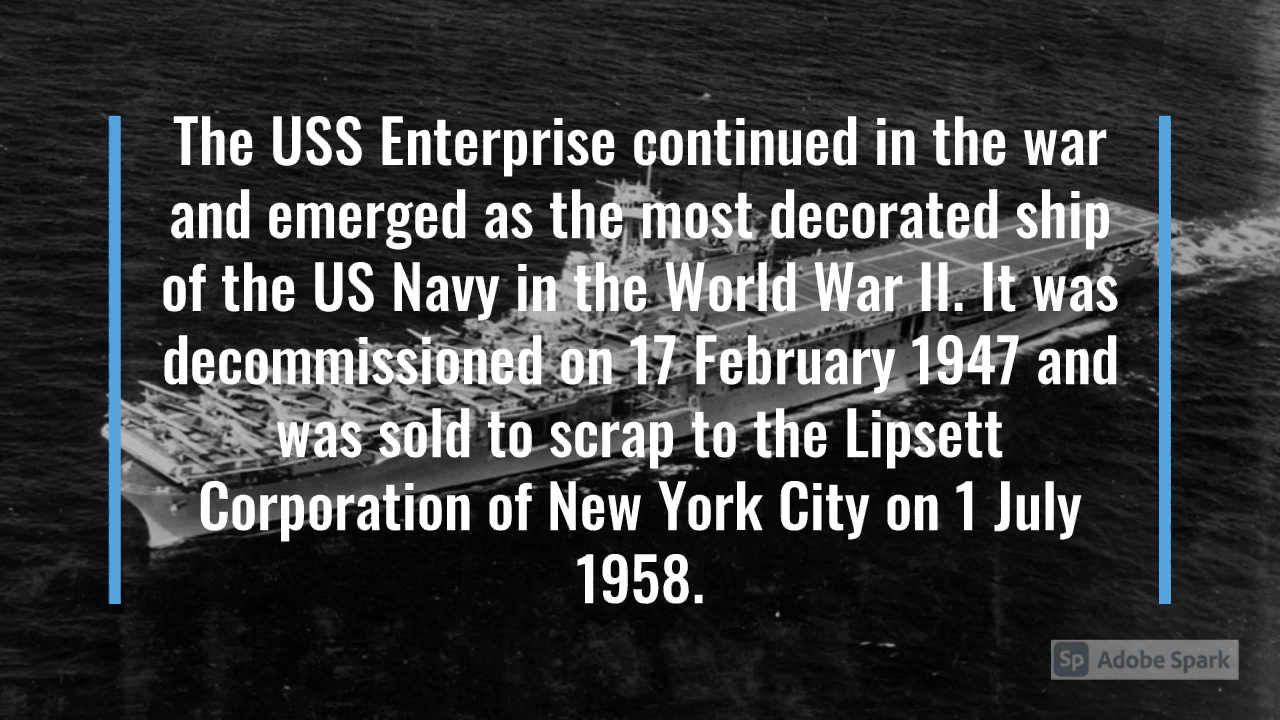 The USS Enterprise continued in the war
and emerged as the most decorated ship
of the US Navy in the World War II. It was
decommissioned on 17 February 1947 and
was sold to scrap to the Lipsett
Corporation of New York City on 1 July
1958.
Sp Adobe Spark